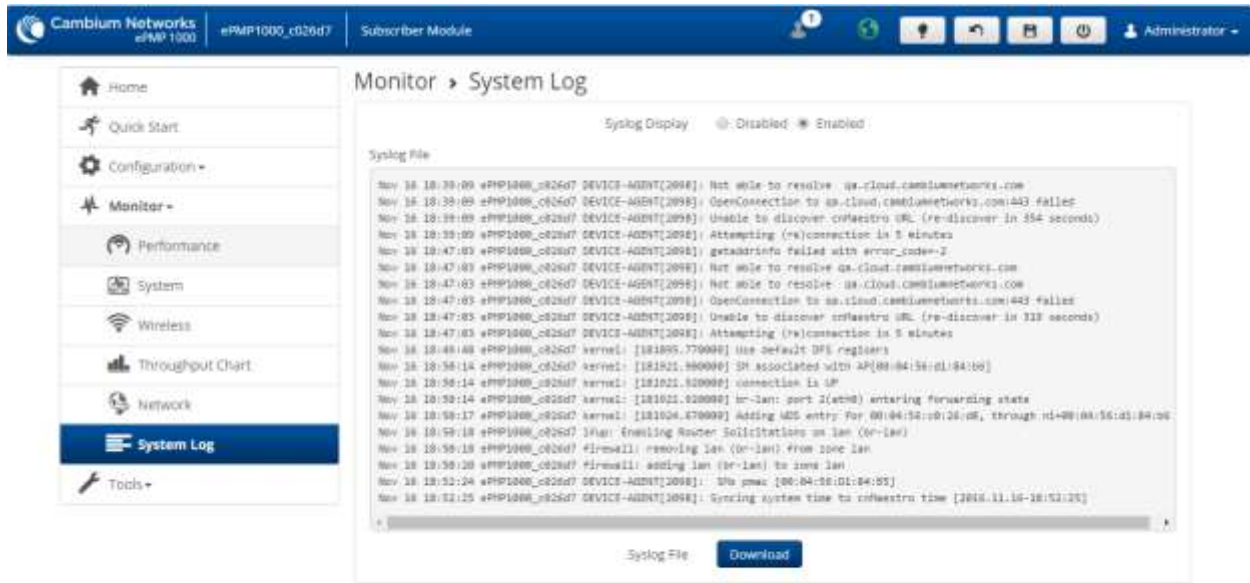 Cambium Networks
ePMP 1000
ePMP1000_c026d7
Subscriber Module
1
Administrator
Home
Quick Start
Configuration
Monitor
Performance
System
Wireless
Throughput Chart
Network
System Log
Tools
Monitor › System Log
Syslog Display Disabled Enabled
Syslog File
Nov 16 18:39:09 ePMP1000_c026d7 DEVICE-AGENT[2098]: Not able to resolve qa.cloud.cambiumnetworks.com
Nov 16 18:39:09 ePMP1000_c026d7 DEVICE-AGENT[2098]: OpenConnection to qa.cloud.cambiumnetworks.com:443 failed
Nov 16 18:39:09 ePMP1000_c026d7 DEVICE-AGENT[2098]: Unable to discover cnMaestro URL (re-discover in 354 seconds)
Nov 16 18:39:09 ePMP1000_c026d7 DEVICE-AGENT[2098]: Attempting (re)connection in 5 minutes
Nov 16 18:47:03 ePMP1000_c026d7 DEVICE-AGENT[2098]: getaddrinfo failed with error_code=-2
Nov 16 18:47:03 ePMP1000_c026d7 DEVICE-AGENT[2098]: Not able to resolve qa.cloud.cambiumnetworks.com
Nov 16 18:47:03 ePMP1000_c026d7 DEVICE-AGENT[2098]: Not able to resolve qa.cloud.cambiumnetworks.com
Nov 16 18:47:03 ePMP1000_c026d7 DEVICE-AGENT[2098]: OpenConnection to qa.cloud.cambiumnetworks.com:443 failed
Nov 16 18:47:03 ePMP1000_c026d7 DEVICE-AGENT[2098]: Unable to discover cnMaestro URL (re-discover in seconds)
Nov 16 18:47:03 ePMP1000_c026d7 DEVICE-AGENT[2098]: Attempting (re)connection in 5 minutes
Nov 16 ePMP1000_c026d7 kernel: Use default DFS
Nov 16 18:50:14 ePMP1000_c026d7 kernel: SM associated with AP[00:04:56:d1:84:b6]
Nov 16 18:50:14 ePMP1000_c026d7 kernel: connection is UP
Nov 16 18:50:14 ePMP1000_c026d7 kernel: br-lan: port 2(eth0) entering forwarding state
Nov 16 18:50:17 ePMP1000_c026d7 kernel: Adding WDS entry for through
Nov 16 18:50:18 ePMP1000_c026d7 ifup: Enabling Router Solicitations on lan (br-lan)
Nov 16 18:50:18 ePMP1000_c026d7 firewall: removing lan (br-lan) from zone lan
Nov 16 18:50:20 ePMP1000_c026d7 firewall: adding lan (br-lan) to zone lan
Nov 16 18:52:24 ePMP1000_c026d7 DEVICE-AGENT[2098]:
Nov 16 18:52:25 ePMP1000_c026d7 DEVICE-AGENT[2098]: Syncing system time to cnMaestro time [2016.11.16-18:52:25]
Syslog File Download